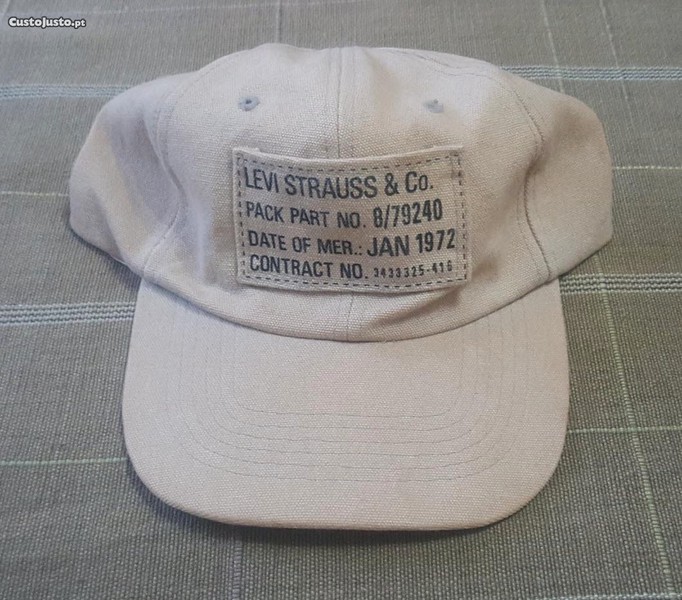 CustoJusto.pt
LEVI STRAUSS & Co.
PACK PART NO. 8/79240
DATE OF MER.: JAN 1972
CONTRACT NO. 3433325-416